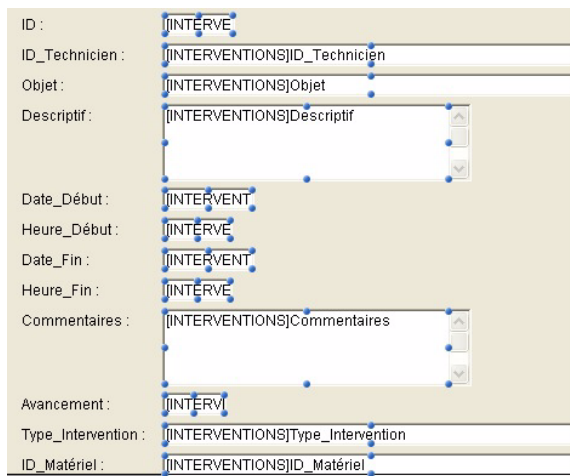 ID : [INTERVE
ID_Technicien : [INTERVENTIONS]ID_Technicien
Objet : [INTERVENTIONS]Objet
Descriptif : [INTERVENTIONS]Descriptif
Date_Début : [INTERVENT
Heure_Début : [INTERVE
Date_Fin : [INTERVENT
Heure_Fin : [INTERVE
Commentaires : [INTERVENTIONS]Commentaires
Avancement : [INTERVI
Type_Intervention : [INTERVENTIONS]Type_Intervention
ID_Matériel : [INTERVENTIONS]ID_Matériel